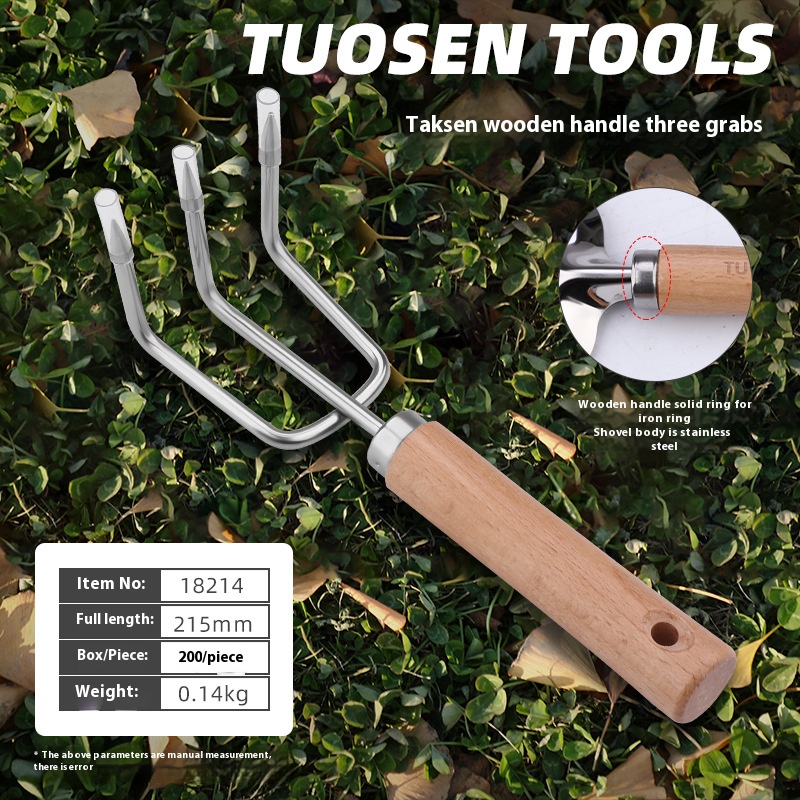 TUOSEN TOOLS
Taksen wooden handle three grabs
TU
Wooden handle solid ring for
iron ring
Shovel body is stainless
steel
Item No: 18214
Full length: 215mm
Box/Piece: 200/piece
Weight: 0.14kg
* The above parameters are manual measurement,
there is error